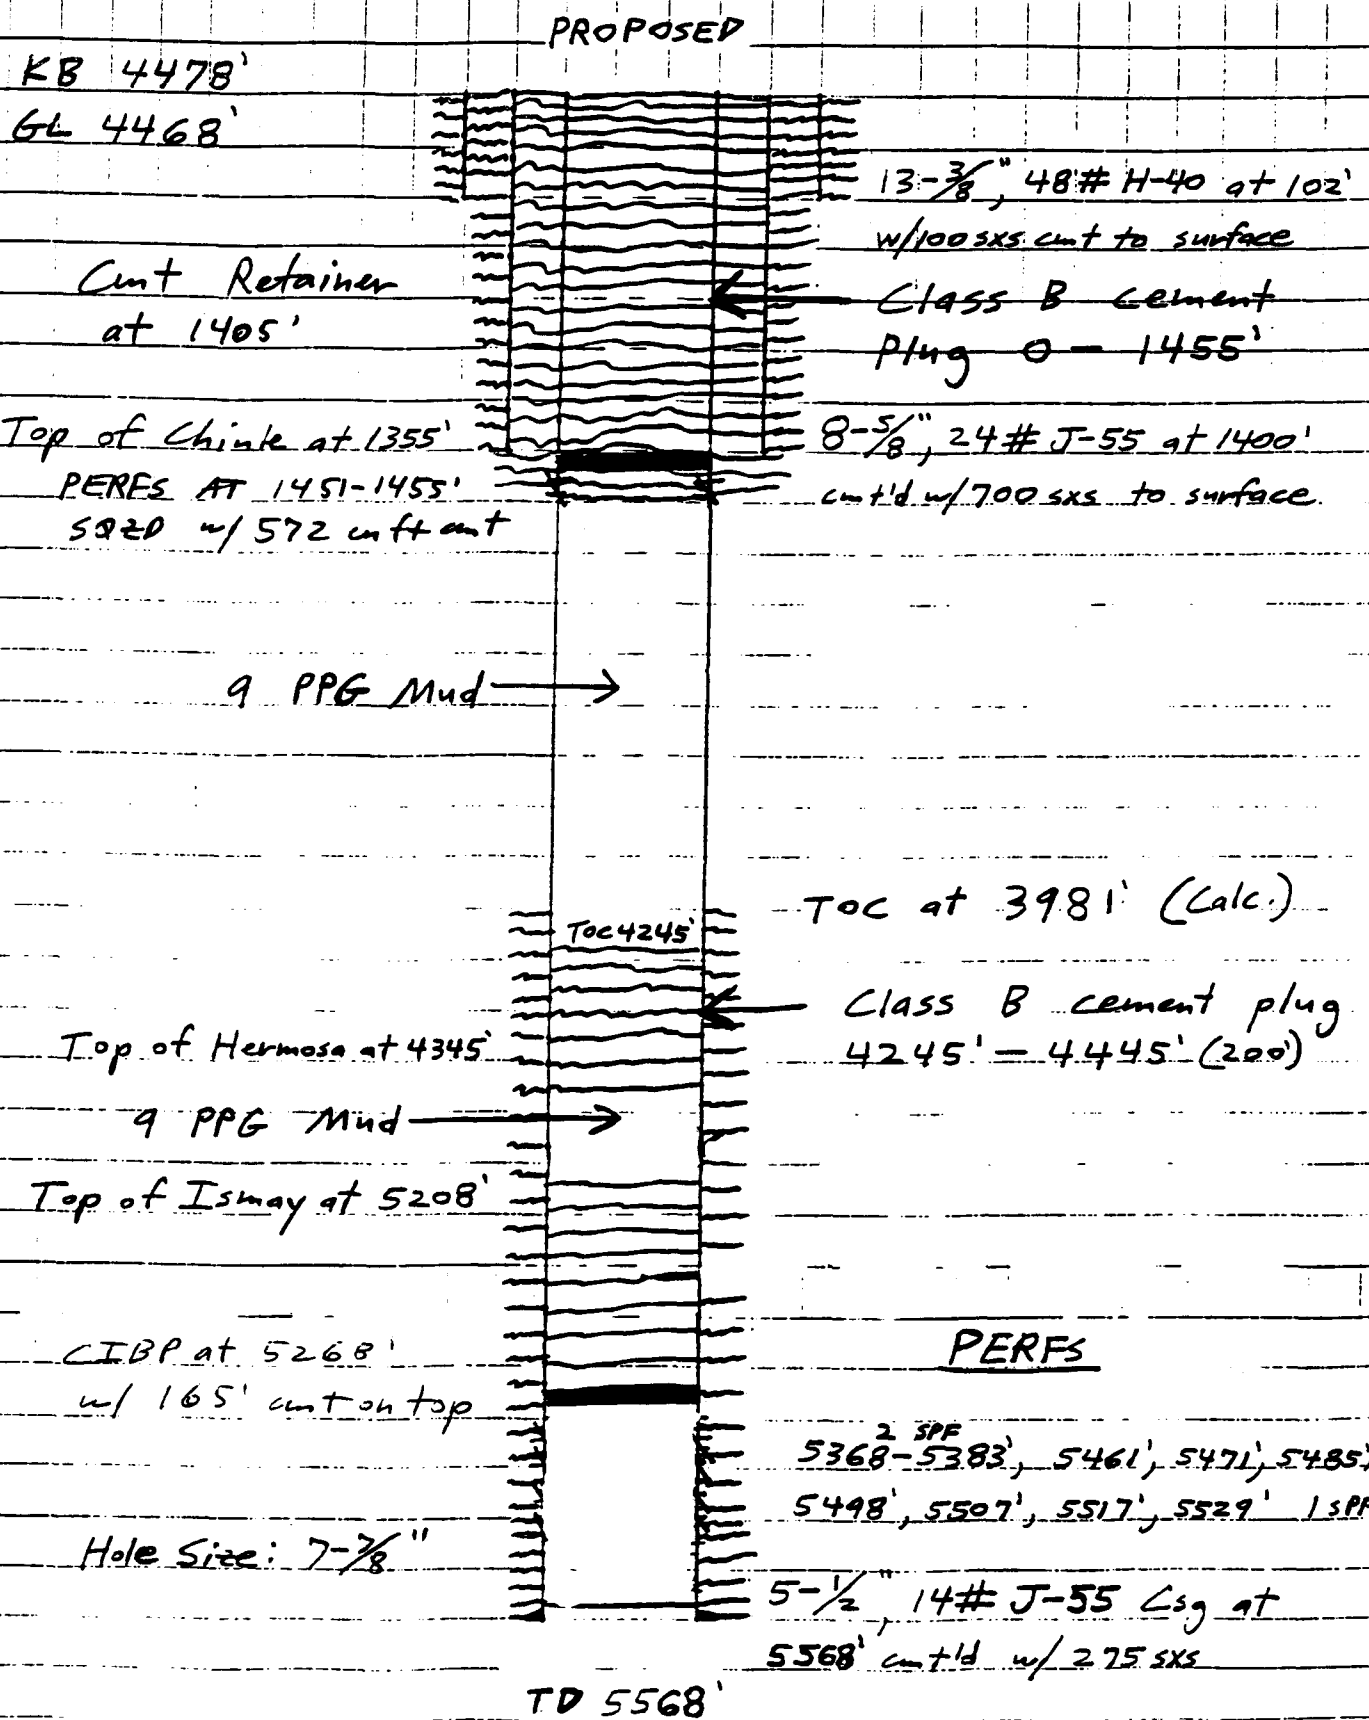 PROPOSED
KB 4478'
GL 4468'
13-3/8", 48# H-40 at 102'
w/100 sxs cmt to surface
Cmt Retainer
at 1405'
Class B cement
Plug 0 - 1455'
Top of Chinle at 1355'
8-5/8", 24# J-55 at 1400'
cmt'd w/700 sxs to surface.
PERFS AT 1451-1455'
SQZD w/ 572 cuft cmt
9 PPG Mud
TOC at 3981' (Calc.)
TOC 4245'
Class B cement plug
4245' - 4445' (200')
Top of Hermosa at 4345'
9 PPG Mud
Top of Ismay at 5208'
CIBP at 5268'
w/ 165' cmt on top
PERFS
2 SPF
5368-5383', 5461', 5471', 5485',
5498', 5507', 5517', 5529' 1 SPF
Hole Size: 7-7/8"
5-1/2", 14# J-55 Csg at
5568' cmt'd w/ 275 sxs
TD 5568'